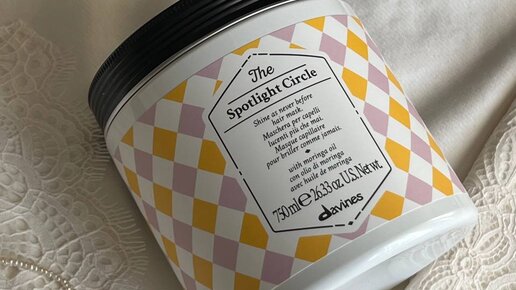 The
Spotlight Circle
Shine as never before
hair mask.
Maschera per capelli
lucenti più che mai.
Masque capillaire
pour briller comme jamais.
with moringa oil
con olio di moringa
avec huile de moringa
750ml ℮ 26.33 oz U.S. Net wt.
davines